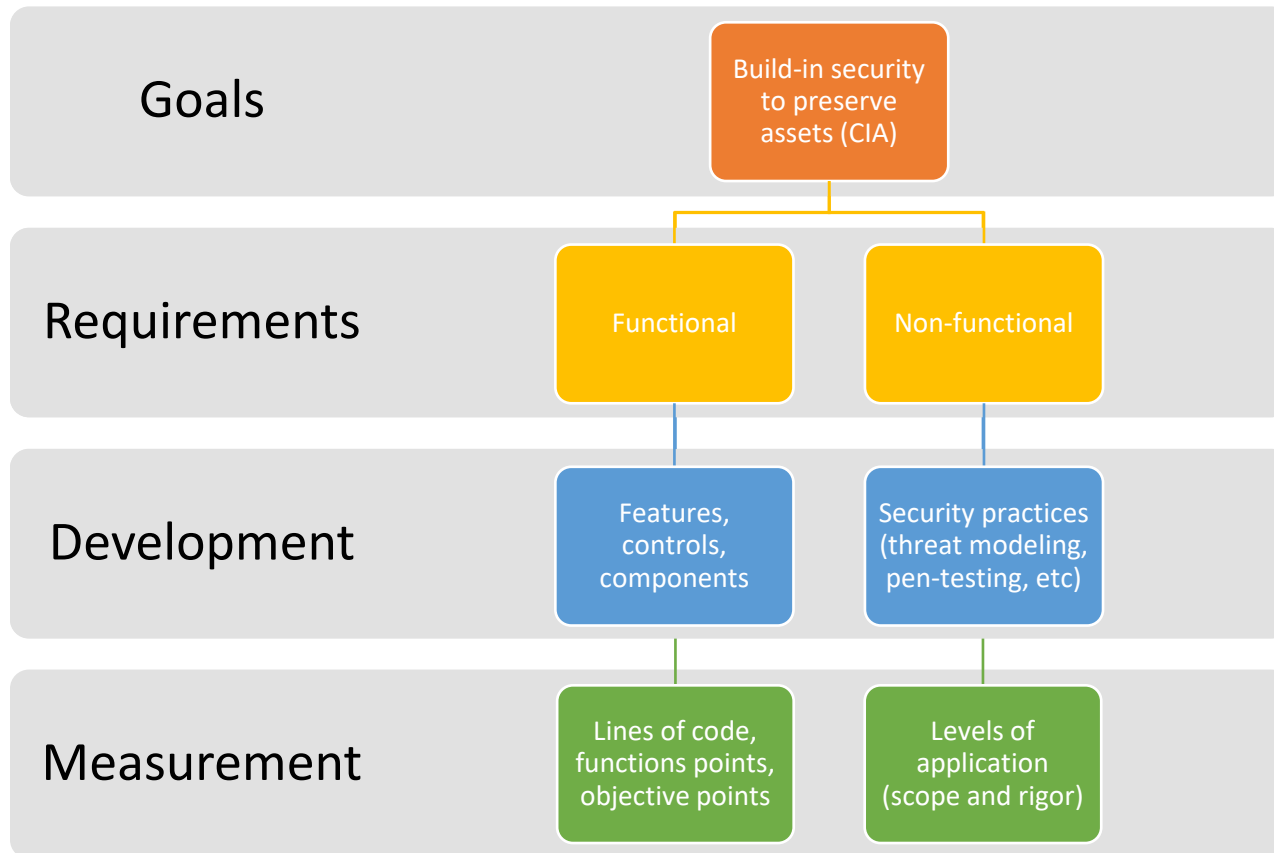 Goals
Build-in security
to preserve
assets (CIA)
Requirements
Functional
Non-functional
Development
Features,
controls,
components
Security practices
(threat modeling,
pen-testing, etc)
Measurement
Lines of code,
functions points,
objective points
Levels of
application
(scope and rigor)